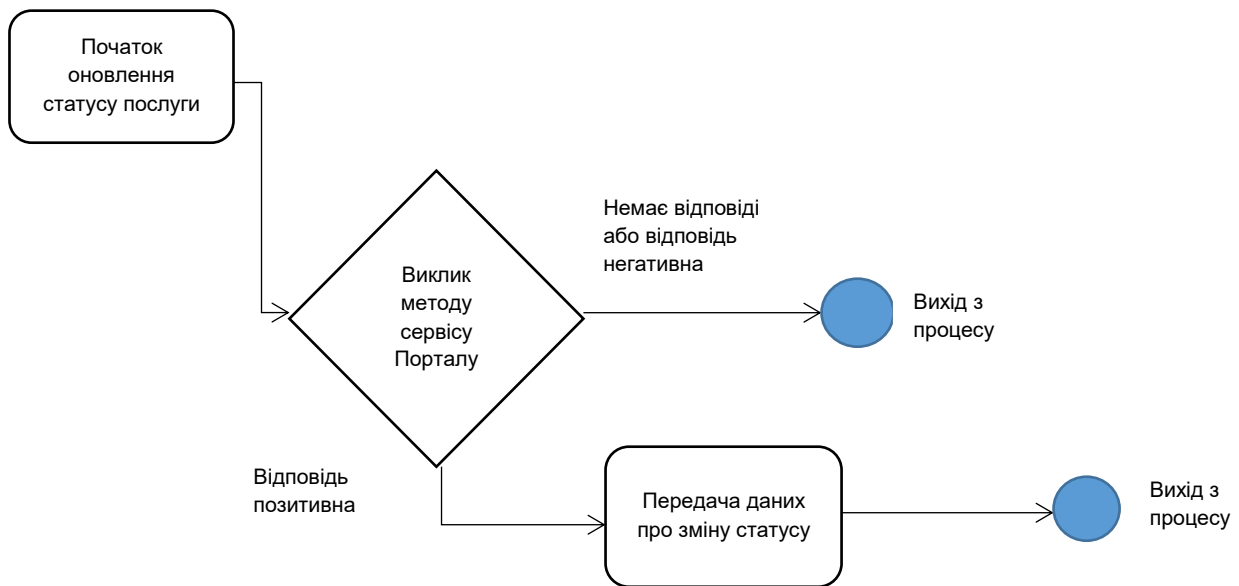 Початок
оновлення
статусу послуги
Немає відповіді
або відповідь
негативна
Виклик
методу
сервісу
Порталу
Вихід з
процесу
Відповідь
позитивна
Передача даних
про зміну статусу
Вихід з
процесу